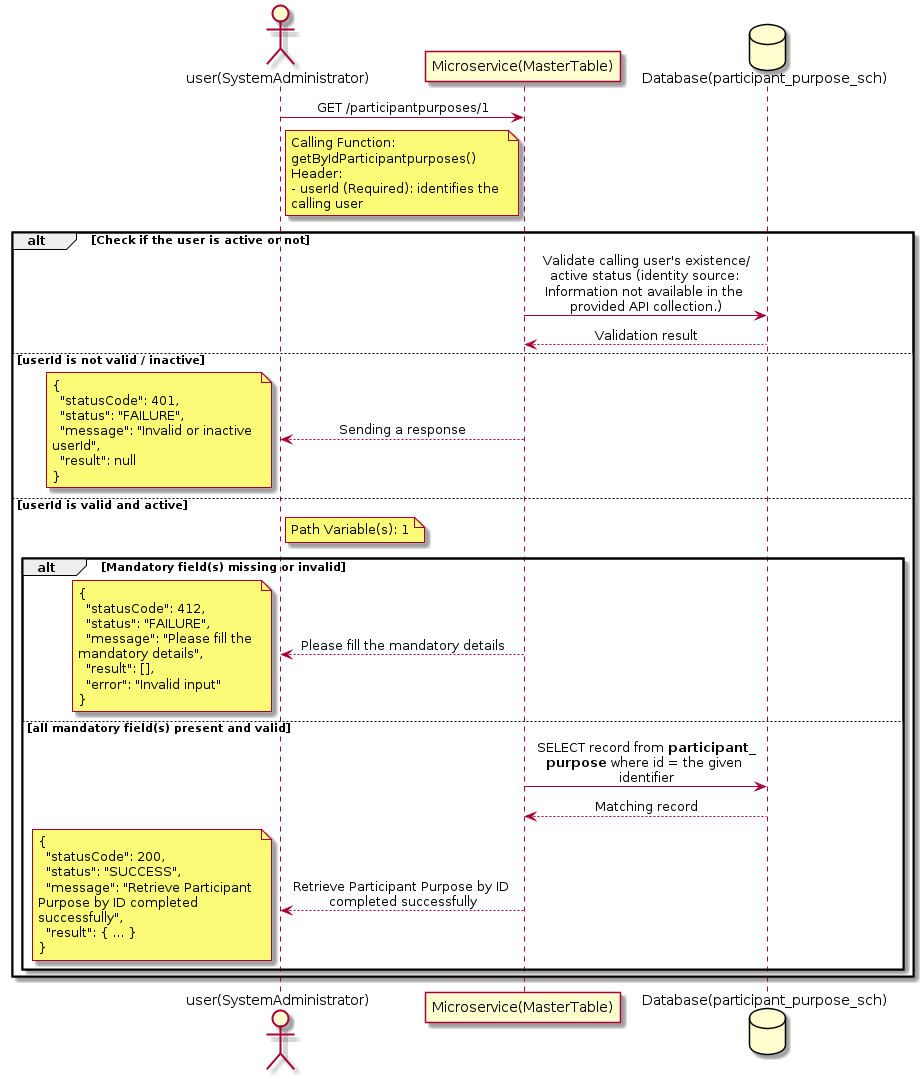 user(SystemAdministrator)
Microservice(MasterTable)
Database(participant_purpose_sch)
GET /participantpurposes/1
Calling Function:
getByIdParticipantpurposes()
Header:
- userId (Required): identifies the
calling user
alt
[Check if the user is active or not]
Validate calling user's existence/
active status (identity source:
Information not available in the
provided API collection.)
Validation result
[userId is not valid / inactive]
{
"statusCode": 401,
"status": "FAILURE",
"message": "Invalid or inactive
userId",
"result": null
}
Sending a response
[userId is valid and active]
Path Variable(s): 1
alt
[Mandatory field(s) missing or invalid]
{
"statusCode": 412,
"status": "FAILURE",
"message": "Please fill the
mandatory details",
"result": [],
"error": "Invalid input"
}
Please fill the mandatory details
[all mandatory field(s) present and valid]
SELECT record from participant_
purpose where id = the given
identifier
Matching record
{
"statusCode": 200,
"status": "SUCCESS",
"message": "Retrieve Participant
Purpose by ID completed
successfully",
"result": { ... }
}
Retrieve Participant Purpose by ID
completed successfully
user(SystemAdministrator)
Microservice(MasterTable)
Database(participant_purpose_sch)